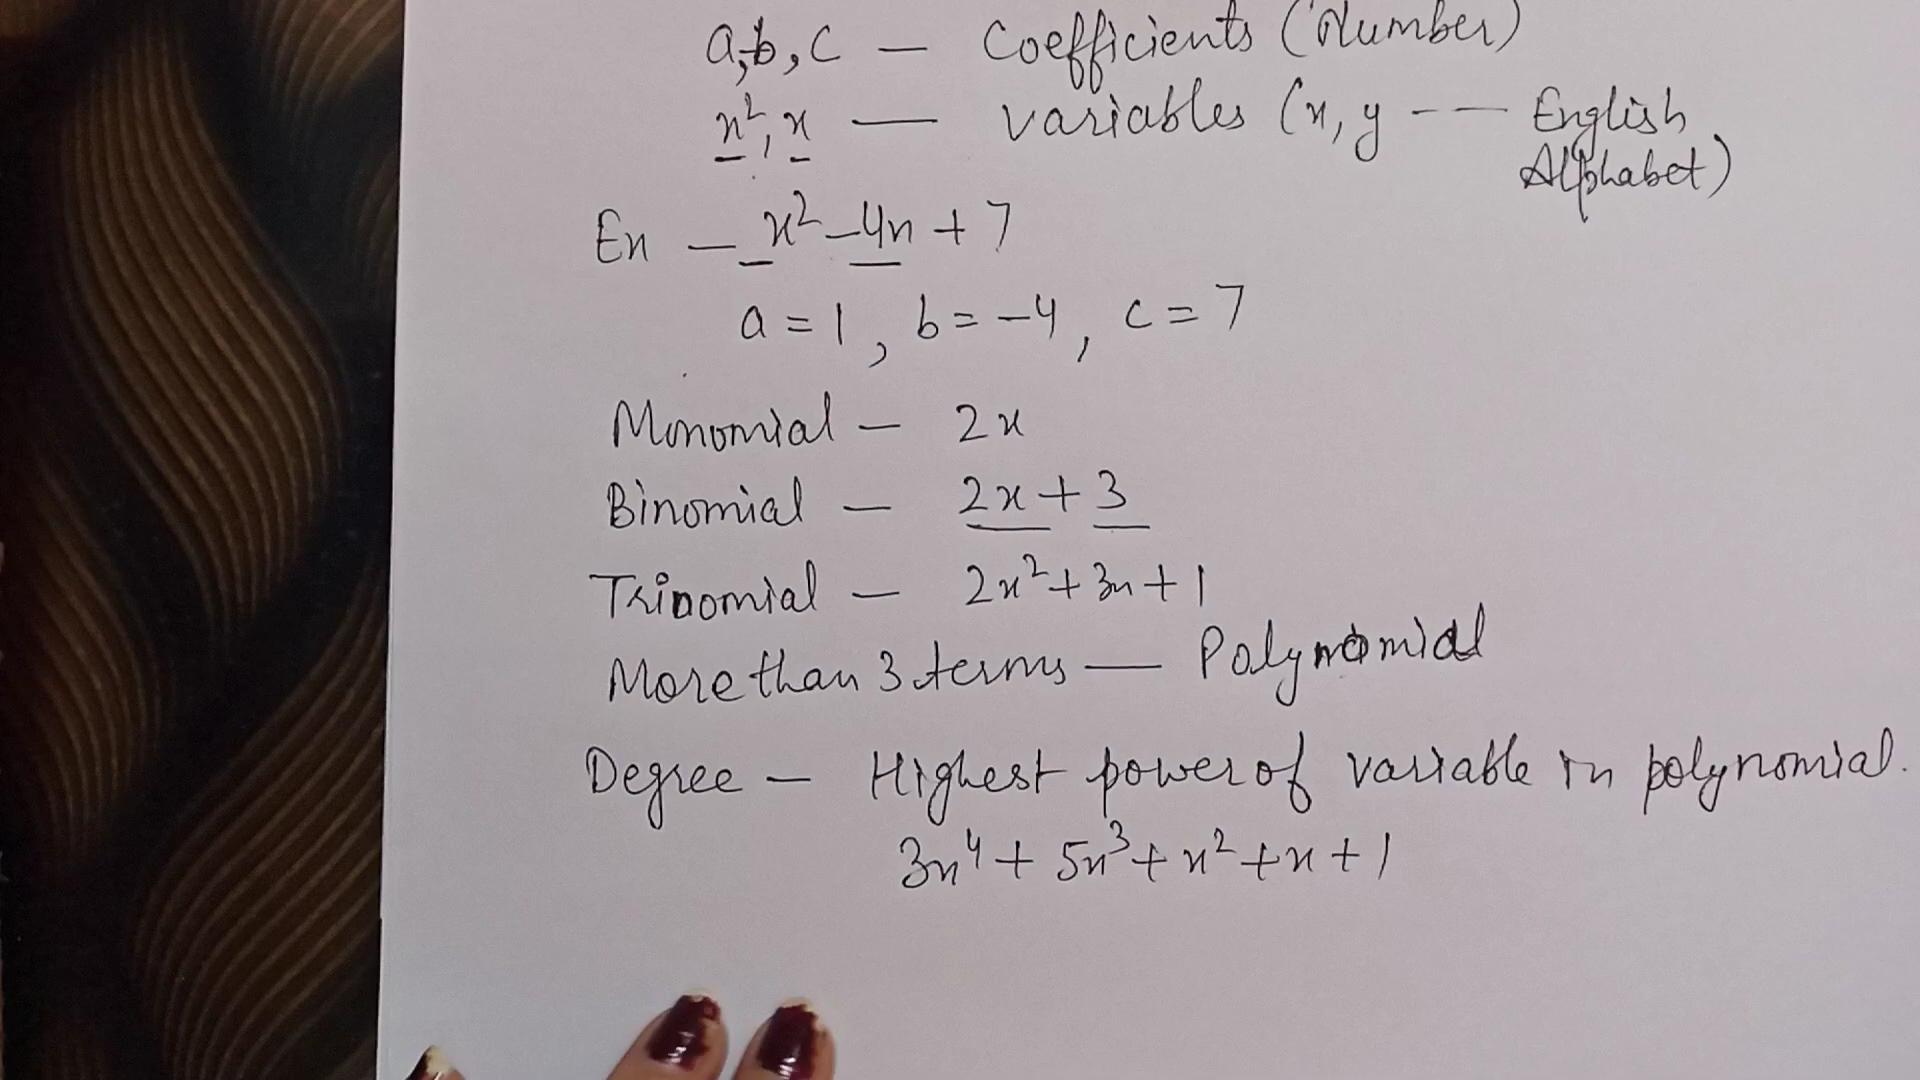 a, b, c — Coefficients (Number)
x², x — variables (x, y -- — English
Alphabet)
Ex — x² - 4x + 7
a = 1, b = -4, c = 7
Monomial — 2x
Binomial — 2x + 3
Trinomial — 2x² + 3x + 1
More than 3 terms — Polynomial
Degree — Highest power of variable in polynomial.
3x⁴ + 5x³ + x² + x + 1